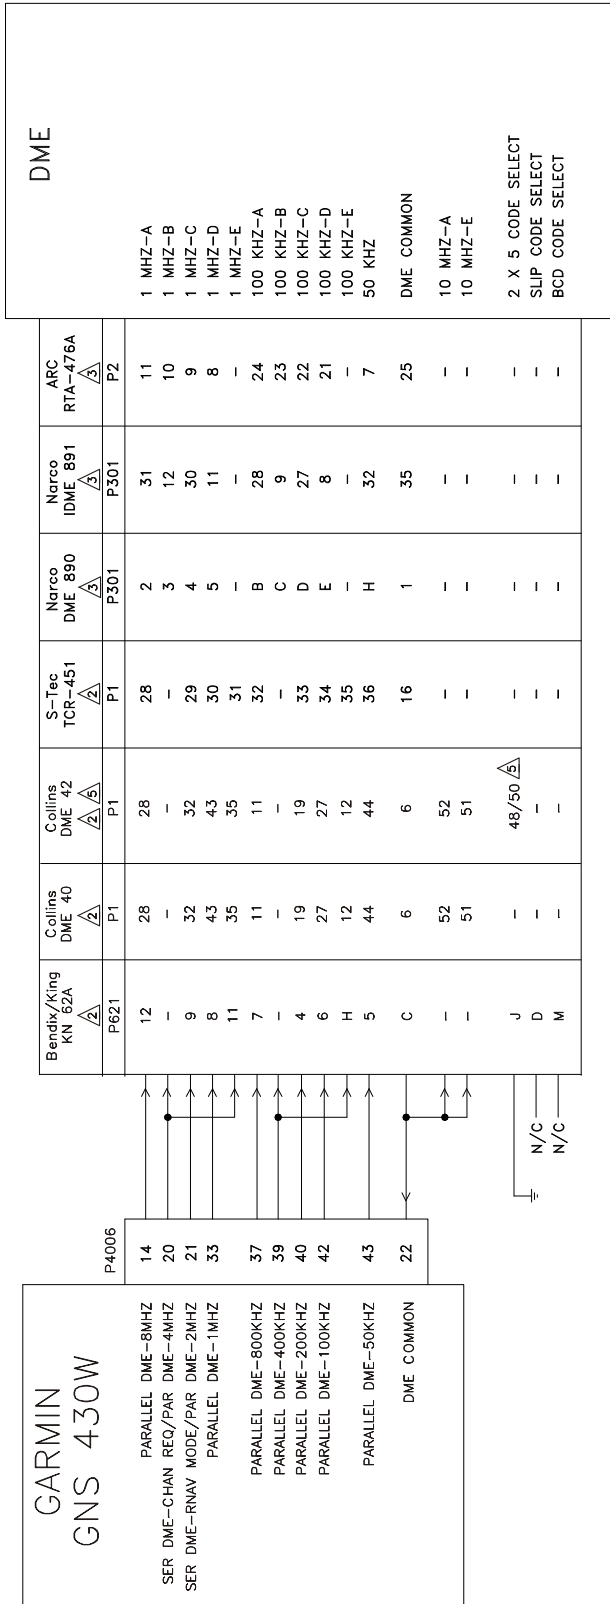 GARMIN
GNS 430W
DME
Bendix/King Collins Collins S-Tec Narco Narco ARC
KN 62A DME 40 DME 42 TCR-451 DME 890 IDME 891 RTA-476A
2 2 2 5 2 3 3 3
P4006 P621 P1 P1 P1 P301 P301 P2
PARALLEL DME-8MHZ 14 12 28 28 28 2 31 11 1 MHZ-A
SER DME-CHAN REQ/PAR DME-4MHZ 20 - - - - 3 12 10 1 MHZ-B
SER DME-RNAV MODE/PAR DME-2MHZ 21 9 32 32 29 4 30 9 1 MHZ-C
PARALLEL DME-1MHZ 33 8 43 43 30 5 11 8 1 MHZ-D
11 35 35 31 - - - 1 MHZ-E
PARALLEL DME-800KHZ 37 7 11 11 32 B 28 24 100 KHZ-A
PARALLEL DME-400KHZ 39 - - - - C 9 23 100 KHZ-B
PARALLEL DME-200KHZ 40 4 19 19 33 D 27 22 100 KHZ-C
PARALLEL DME-100KHZ 42 6 27 27 34 E 8 21 100 KHZ-D
H 12 12 35 - - - 100 KHZ-E
PARALLEL DME-50KHZ 43 5 44 44 36 H 32 7 50 KHZ
DME COMMON 22 C 6 6 16 1 35 25 DME COMMON
- 52 52 - - - - 10 MHZ-A
- 51 51 - - - - 10 MHZ-E
J - 48/50 5 - - - - 2 X 5 CODE SELECT
N/C D - - - - - - SLIP CODE SELECT
N/C M - - - - - - BCD CODE SELECT